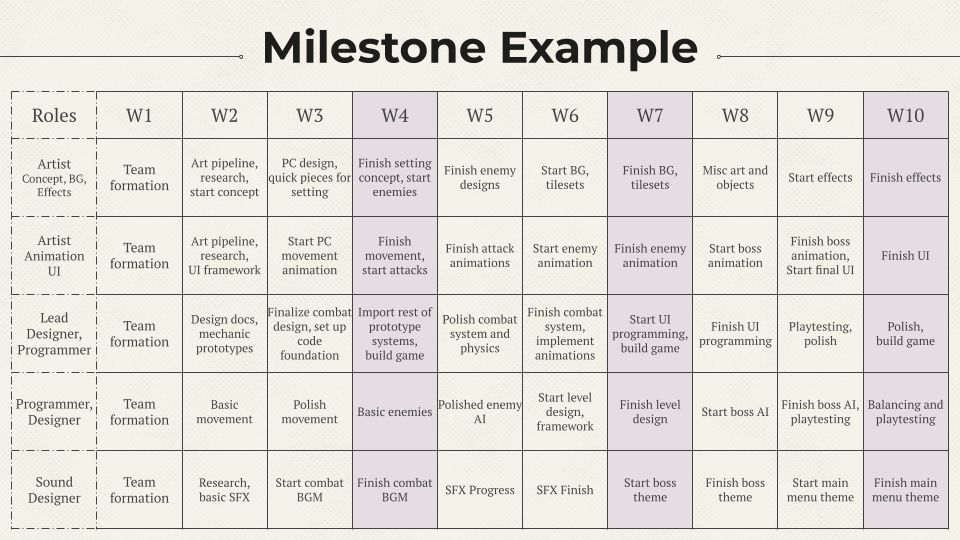 Milestone Example
Roles W1 W2 W3 W4 W5 W6 W7 W8 W9 W10
Artist
Concept, BG,
Effects
Team
formation
Art pipeline,
research,
start concept
PC design,
quick pieces for
setting
Finish setting
concept, start
enemies
Finish enemy
designs
Start BG,
tilesets
Finish BG,
tilesets
Misc art and
objects
Start effects
Finish effects
Artist
Animation
UI
Team
formation
Art pipeline,
research,
UI framework
Start PC
movement
animation
Finish
movement,
start attacks
Finish attack
animations
Start enemy
animation
Finish enemy
animation
Start boss
animation
Finish boss
animation,
Start final UI
Finish UI
Lead
Designer,
Programmer
Team
formation
Design docs,
mechanic
prototypes
Finalize combat
design, set up
code
foundation
Import rest of
prototype
systems,
build game
Polish combat
system and
physics
Finish combat
system,
implement
animations
Start UI
programming,
build game
Finish UI
programming
Playtesting,
polish
Polish,
build game
Programmer,
Designer
Team
formation
Basic
movement
Polish
movement
Basic enemies
Polished enemy
AI
Start level
design,
framework
Finish level
design
Start boss AI
Finish boss AI,
playtesting
Balancing and
playtesting
Sound
Designer
Team
formation
Research,
basic SFX
Start combat
BGM
Finish combat
BGM
SFX Progress
SFX Finish
Start boss
theme
Finish boss
theme
Start main
menu theme
Finish main
menu theme